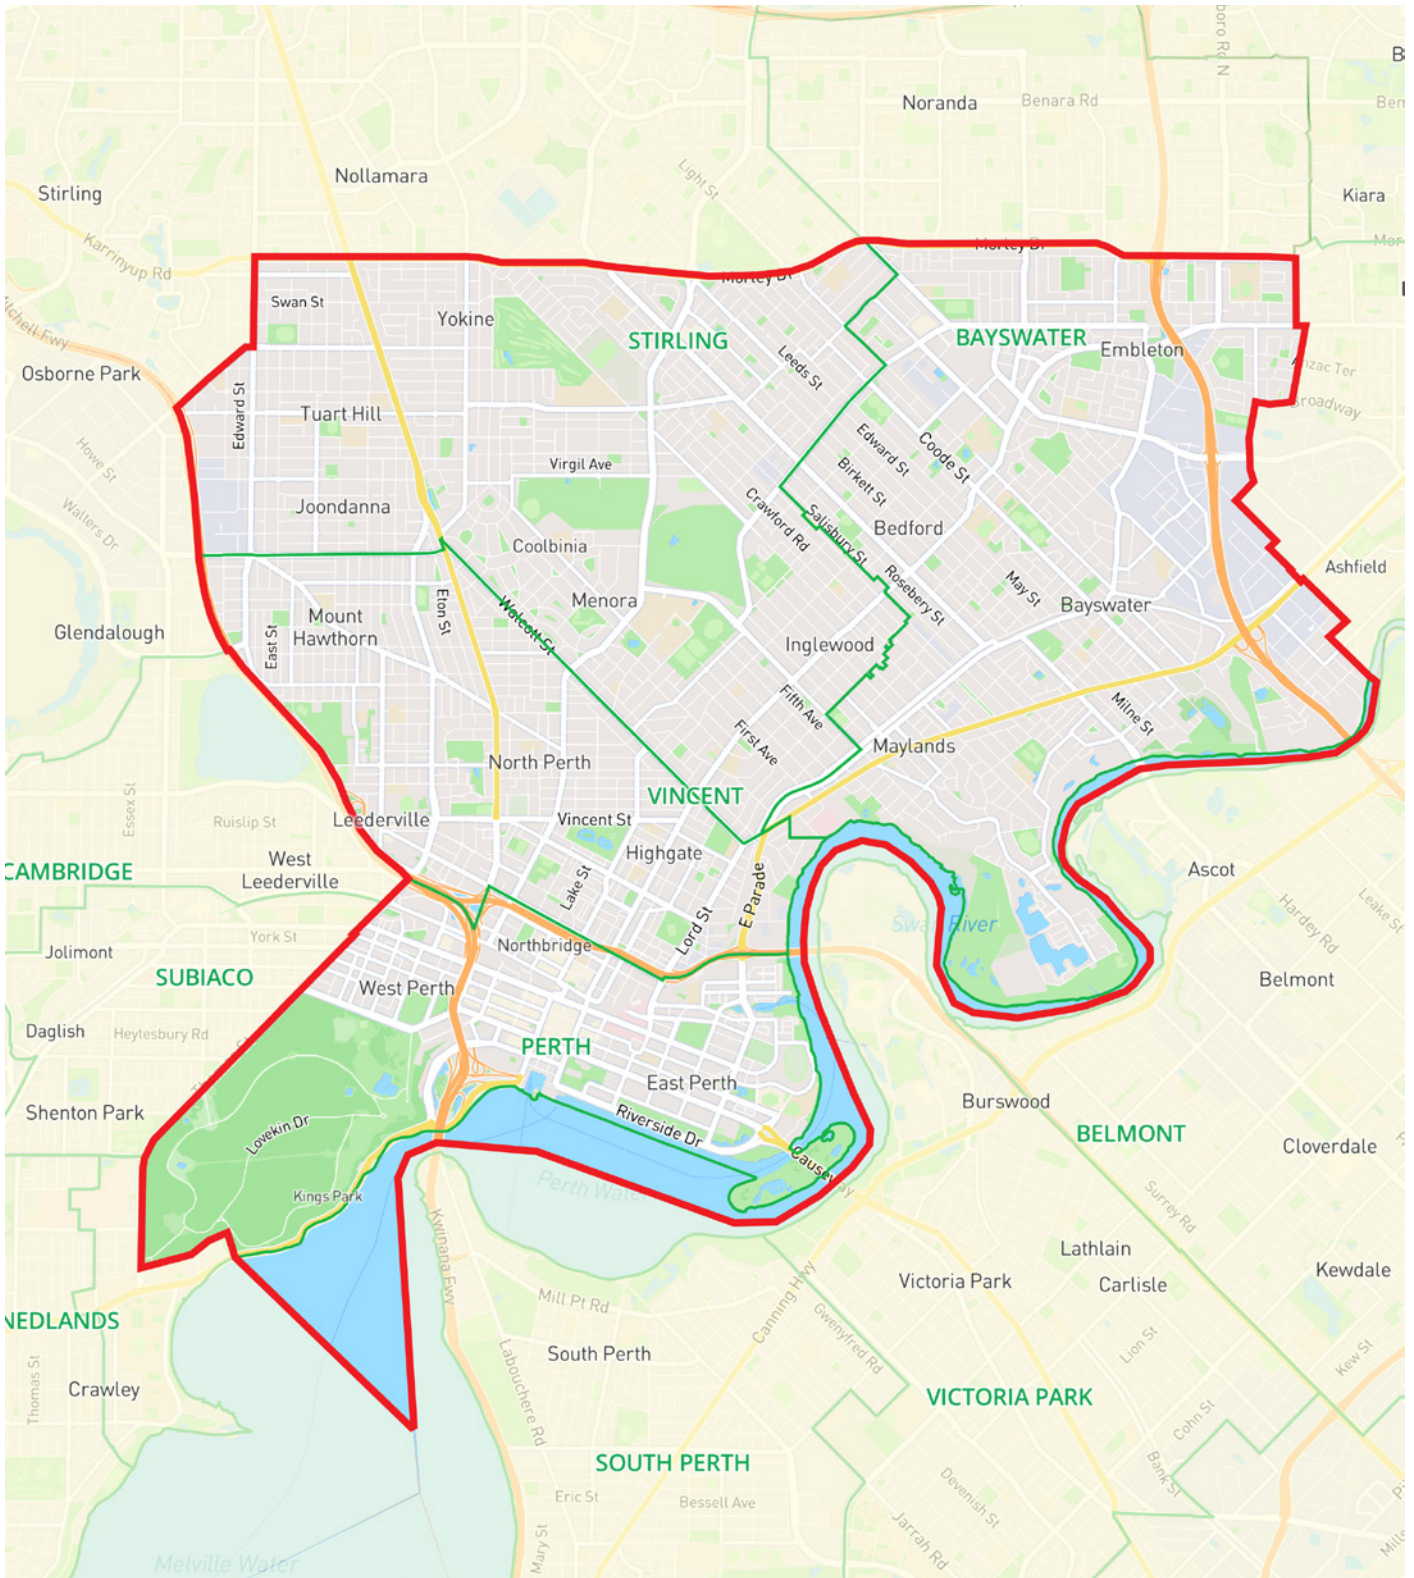 Noranda
Benara Rd
Nollamara
Light St
Stirling
Kiara
Karrinyup Rd
Morley Dr
Morley Dr
Swan St
Yokine
STIRLING
BAYSWATER
Embleton
Leeds St
Osborne Park
Anzac Ter
Broadway
Edward St
Tuart Hill
Howe St
Virgil Ave
Edward St
Coode St
Birkett St
Walters Dr
Joondanna
Crawford Rd
Salisbury St
Bedford
Coolbinia
Ashfield
Rosebery St
May St
Menora
Eton St
Walcott St
Bayswater
Mount
Hawthorn
Glendalough
East St
Inglewood
Fifth Ave
Milne St
First Ave
Maylands
North Perth
VINCENT
Essex St
Ruislip St
Leederville
Vincent St
Highgate
West
Leederville
CAMBRIDGE
Ascot
Lake St
E Parade
Hardey Rd
Leake St
Swan River
York St
Northbridge
Lord St
Jolimont
SUBIACO
West Perth
Belmont
Daglish
Heytesbury Rd
PERTH
East Perth
Shenton Park
Burswood
Lovekin Dr
Riverside Dr
BELMONT
Cloverdale
Causeway
Kings Park
Perth Water
Surrey Rd
Kwinana Fwy
Lathlain
Victoria Park
Carlisle
Kewdale
Mill Pt Rd
Canning Hwy
Gwenyfred Rd
NEDLANDS
South Perth
Lion St
Kew St
Thomas St
Crawley
Labouchere Rd
VICTORIA PARK
Cohn St
SOUTH PERTH
Bank St
Eric St
Bessell Ave
Devenish St
Jarrah Rd
Mary St
Melville Water